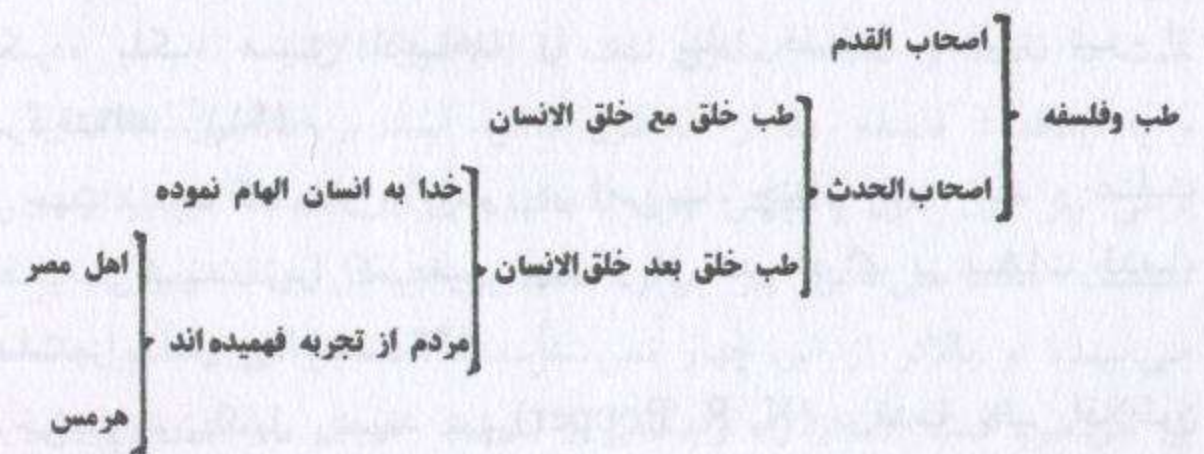 اصحاب القدم
طب وفلسفه
طب خلق مع خلق الانسان
اصحاب الحدث
خدا به انسان الهام نموده
طب خلق بعد خلق الانسان
اهل مصر
مردم از تجربه فهمیده اند
هرمس